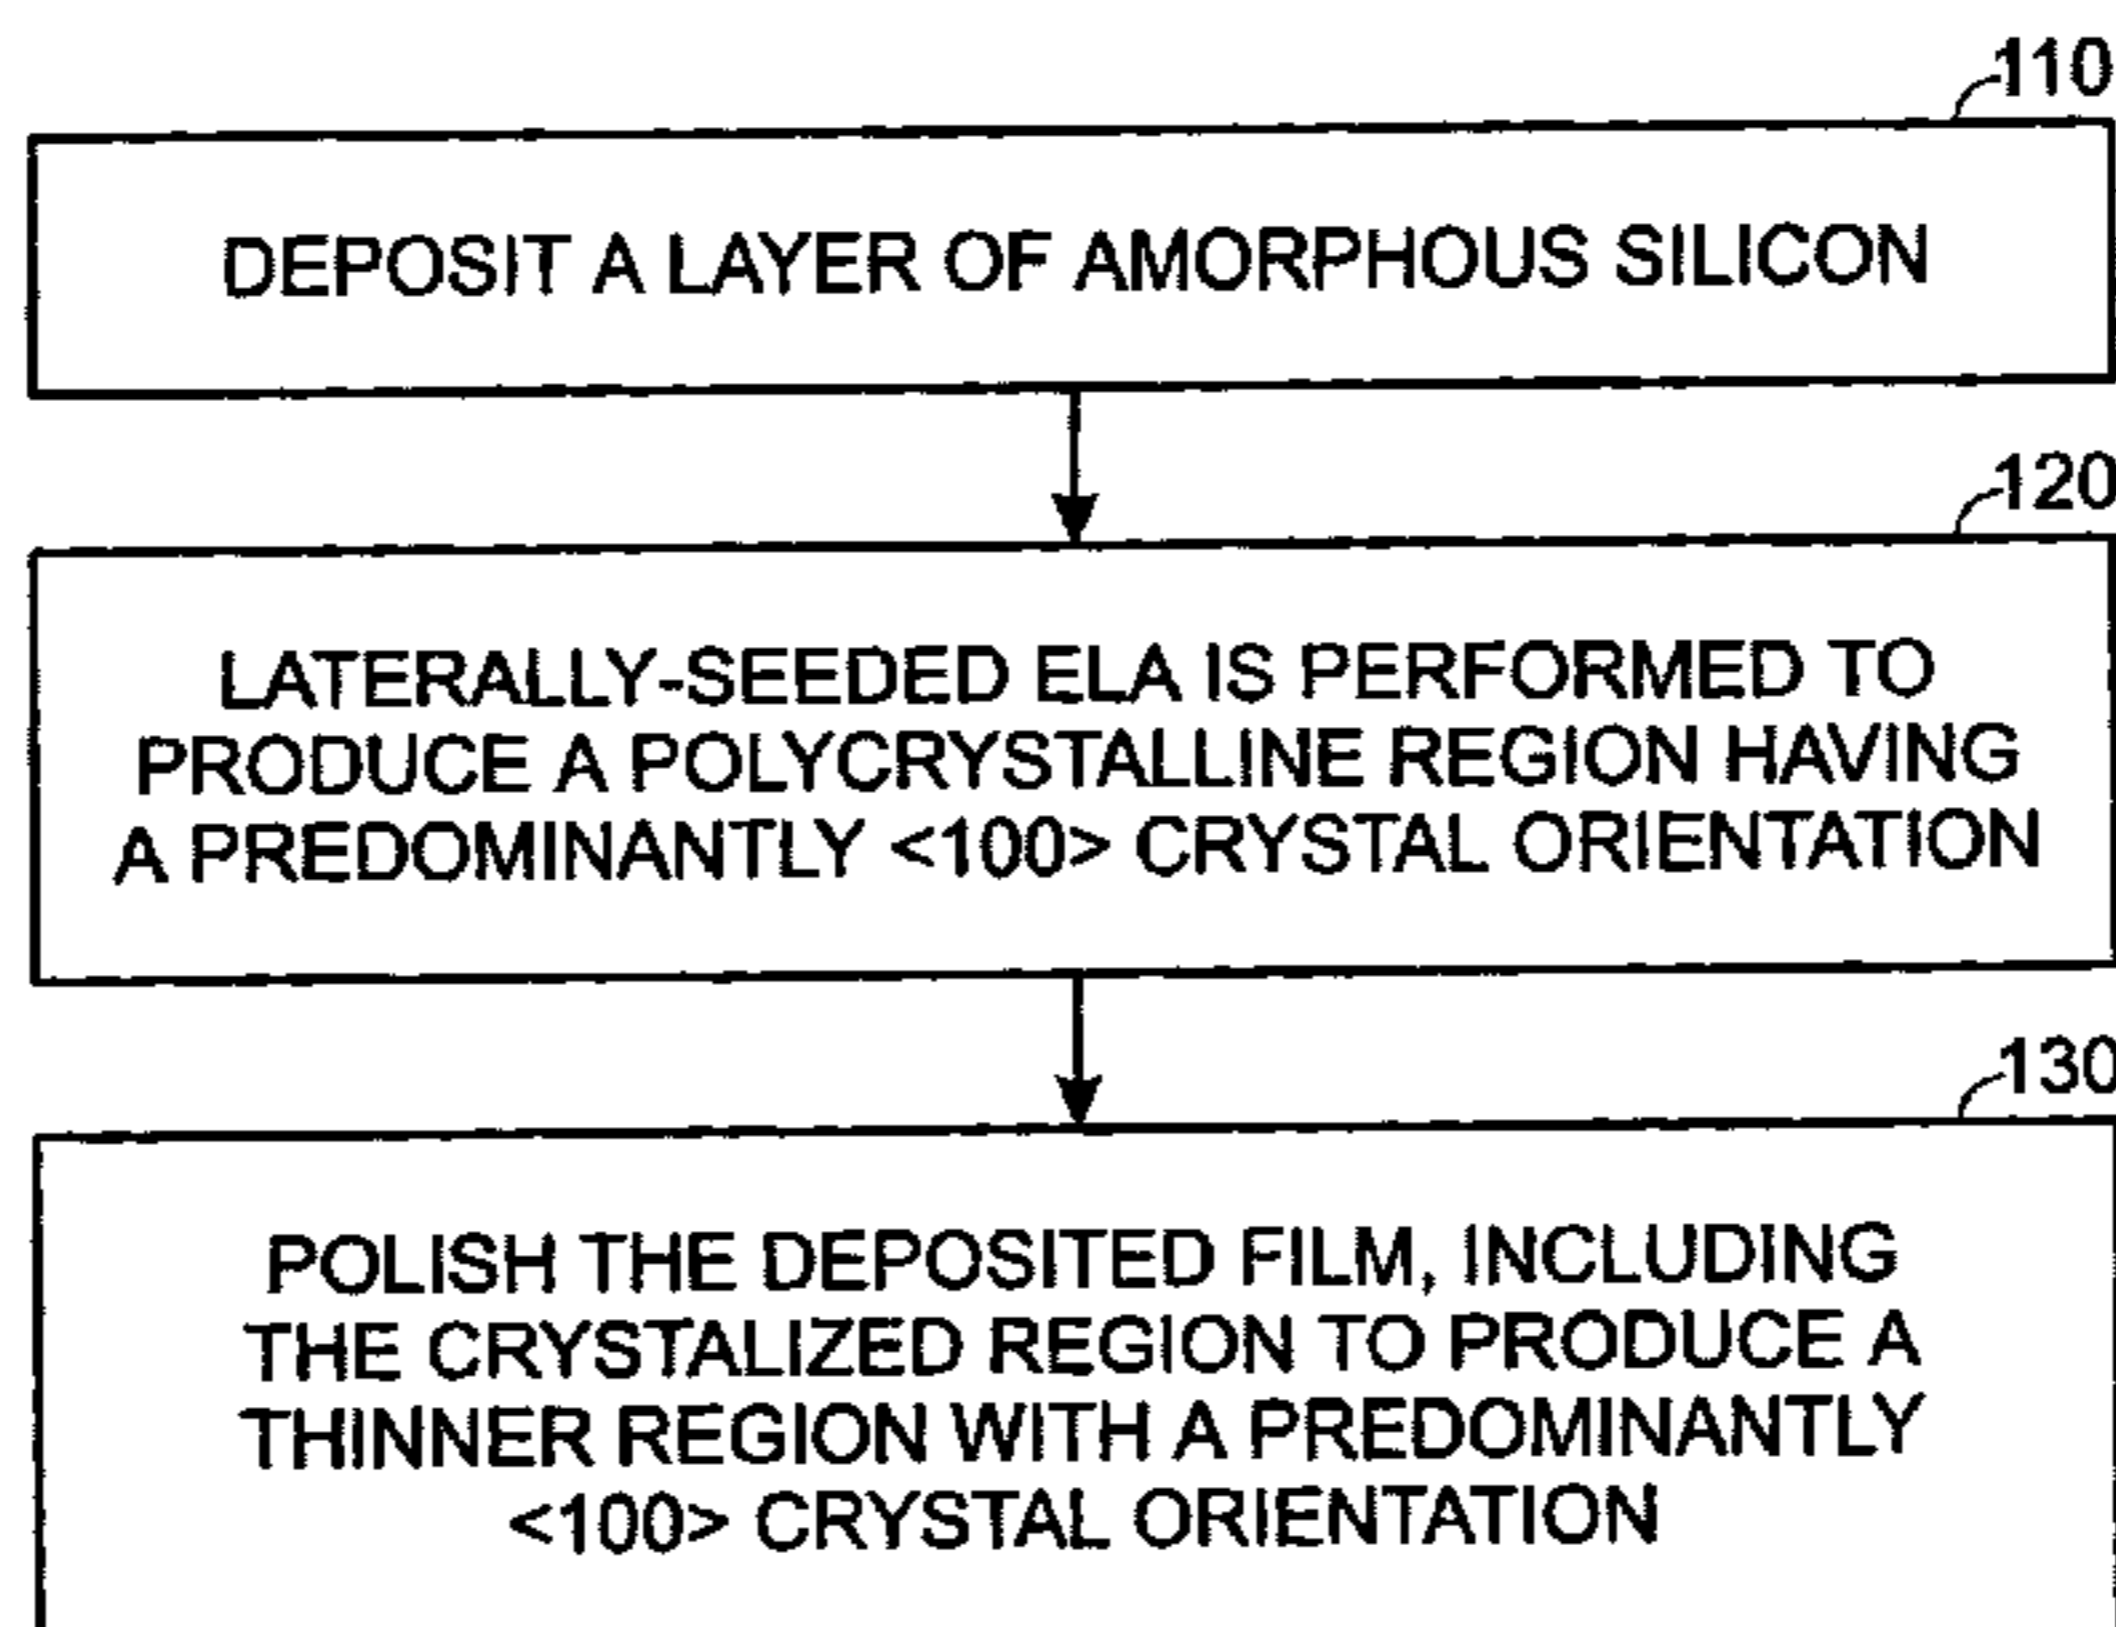 110
DEPOSIT A LAYER OF AMORPHOUS SILICON
120
LATERALLY-SEEDED ELA IS PERFORMED TO
PRODUCE A POLYCRYSTALLINE REGION HAVING
A PREDOMINANTLY <100> CRYSTAL ORIENTATION
130
POLISH THE DEPOSITED FILM, INCLUDING
THE CRYSTALIZED REGION TO PRODUCE A
THINNER REGION WITH A PREDOMINANTLY
<100> CRYSTAL ORIENTATION